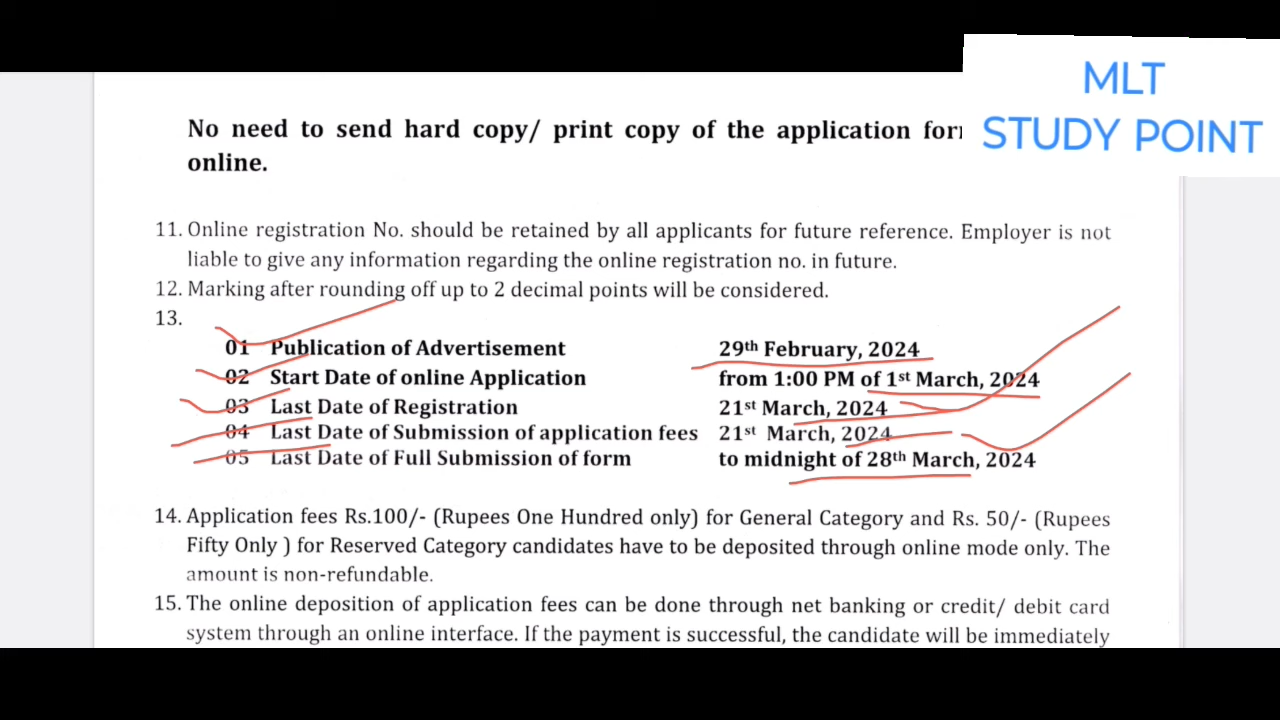 MLT
STUDY POINT
No need to send hard copy/ print copy of the application
online.
11. Online registration No. should be retained by all applicants for future reference. Employer is not
liable to give any information regarding the online registration no. in future.
12. Marking after rounding off up to 2 decimal points will be considered.
13.
01 Publication of Advertisement 29th February, 2024
02 Start Date of online Application from 1:00 PM of 1st March, 2024
03 Last Date of Registration 21st March, 2024
04 Last Date of Submission of application fees 21st March, 2024
05 Last Date of Full Submission of form to midnight of 28th March, 2024
14. Application fees Rs.100/- (Rupees One Hundred only) for General Category and Rs. 50/- (Rupees
Fifty Only ) for Reserved Category candidates have to be deposited through online mode only. The
amount is non-refundable.
15. The online deposition of application fees can be done through net banking or credit/ debit card
system through an online interface. If the payment is successful, the candidate will be immediately